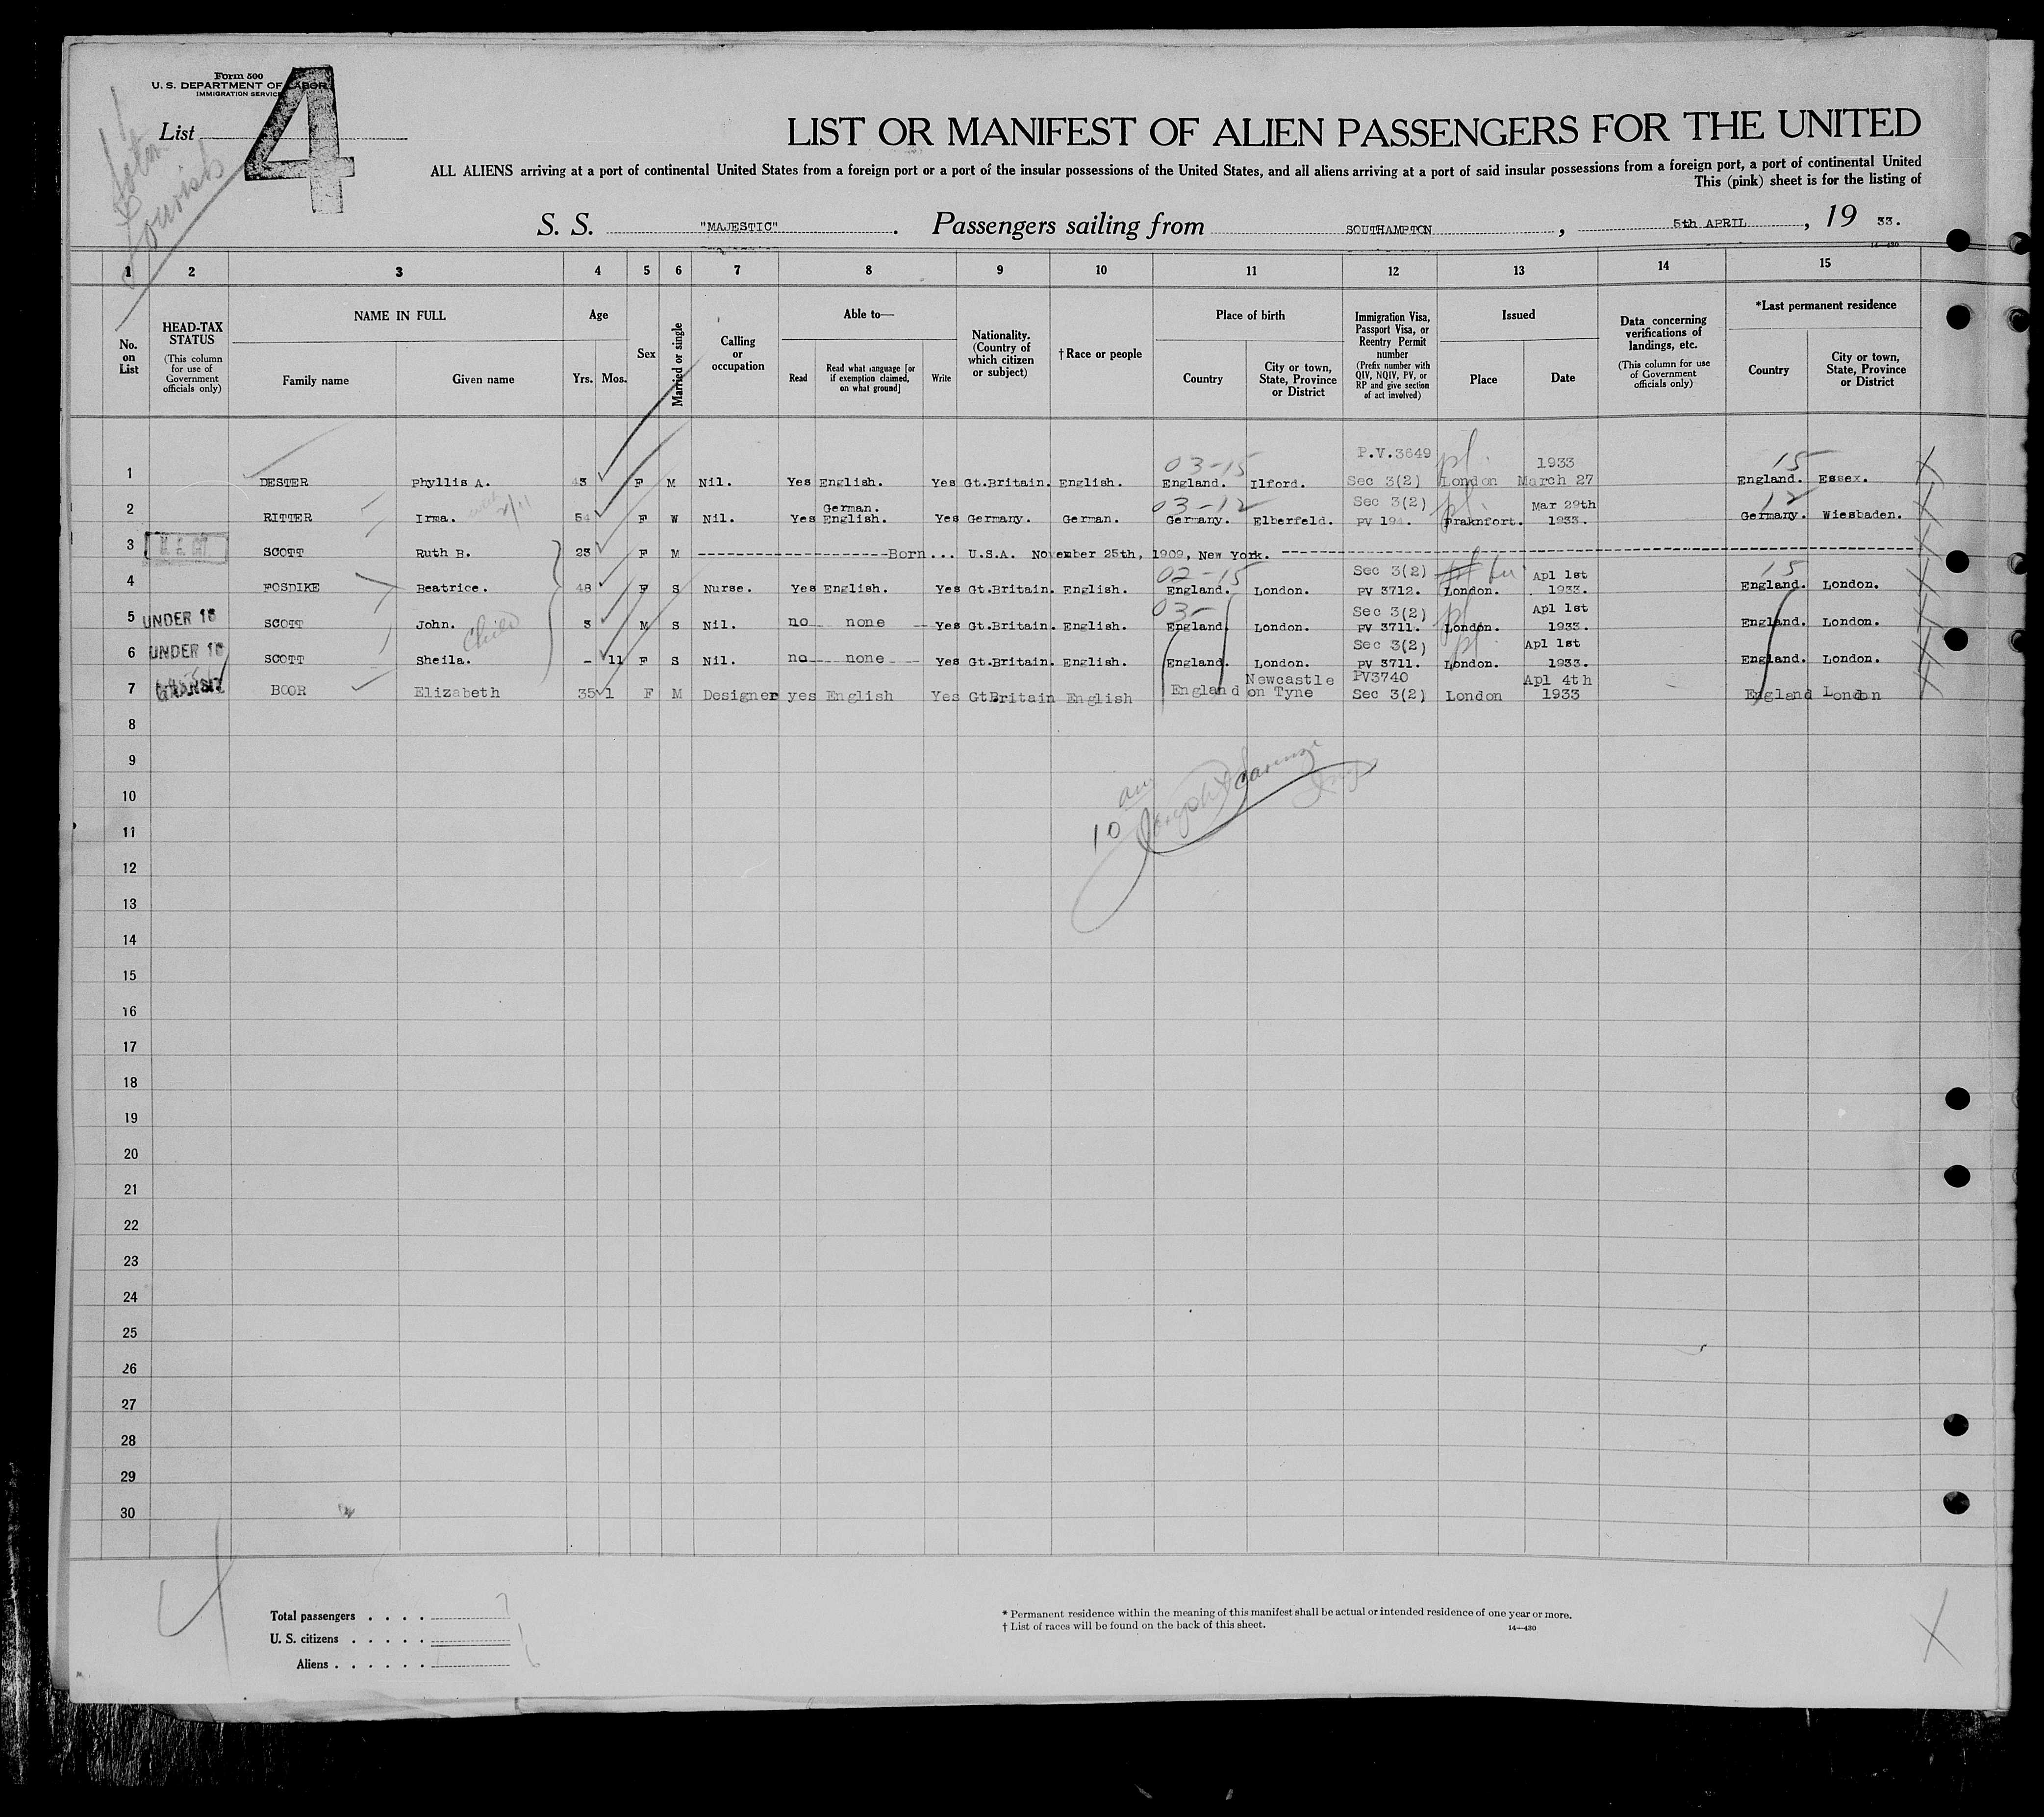 Form 500
U. S. DEPARTMENT OF LABOR
IMMIGRATION SERVICE
List 4
LIST OR MANIFEST OF ALIEN PASSENGERS FOR THE UNITED
ALL ALIENS arriving at a port of continental United States from a foreign port or a port of the insular possessions of the United States, and all aliens arriving at a port of said insular possessions from a foreign port, a port of continental United
This (pink) sheet is for the listing of
S. S. "MAJESTIC" . Passengers sailing from SOUTHAMPTON , 5th APRIL , 19 33.
14-430
1 2 3 4 5 6 7 8 9 10 11 12 13 14 15
No. on List
HEAD-TAX STATUS (This column for use of Government officials only)
NAME IN FULL
Family name Given name
Age
Yrs. Mos.
Sex
Married or single
Calling or occupation
Able to—
Read Read what language [or if exemption claimed, on what ground] Write
Nationality. (Country of which citizen or subject)
†Race or people
Place of birth
Country City or town, State, Province or District
Immigration Visa, Passport Visa, or Reentry Permit number (Prefix number with QIV, NQIV, PV, or RP and give section of act involved)
Issued
Place Date
Data concerning verifications of landings, etc. (This column for use of Government officials only)
*Last permanent residence
Country City or town, State, Province or District
03-15 P.V.3649 1933 15
1 DESTER Phyllis A. 43 F M Nil. Yes English. Yes Gt.Britain. English. England. Ilford. Sec 3(2) London March 27 England. Essex.
German. 03-12 Sec 3(2) Mar 29th 12
2 RITTER Irma. 54 F W Nil. Yes English. Yes Germany. German. Germany. Elberfeld. PV 194. Fraknfort. 1933. Germany. Wiesbaden.
3 SCOTT Ruth B. 23 F M Born... U.S.A. November 25th, 1909, New York.
02-15 Sec 3(2) Apl 1st 15
4 FOSDIKE Beatrice. 48 F S Nurse. Yes English. Yes Gt.Britain. English. England. London. PV 3712. London. 1933. England. London.
03- Sec 3(2) Apl 1st
5 UNDER 16 SCOTT John. 3 M S Nil. no none Yes Gt.Britain. English. England. London. PV 3711. London. 1933. England. London.
Child Sec 3(2) Apl 1st
6 UNDER 16 SCOTT Sheila. - 11 F S Nil. no none Yes Gt.Britain. English. England. London. PV 3711. London. 1933. England. London.
Newcastle PV3740 Apl 4th
7 TRANSIT BOOR Elizabeth 35 1 F M Designer yes English Yes GtBritain English England on Tyne Sec 3(2) London 1933 England London
8
9
10
11
12
13
14
15
16
17
18
19
20
21
22
23
24
25
26
27
28
29
30
10
4
Total passengers . . . . 7
U. S. citizens . . . . . 1
Aliens . . . . . . 6
* Permanent residence within the meaning of this manifest shall be actual or intended residence of one year or more.
† List of races will be found on the back of this sheet.
14—430